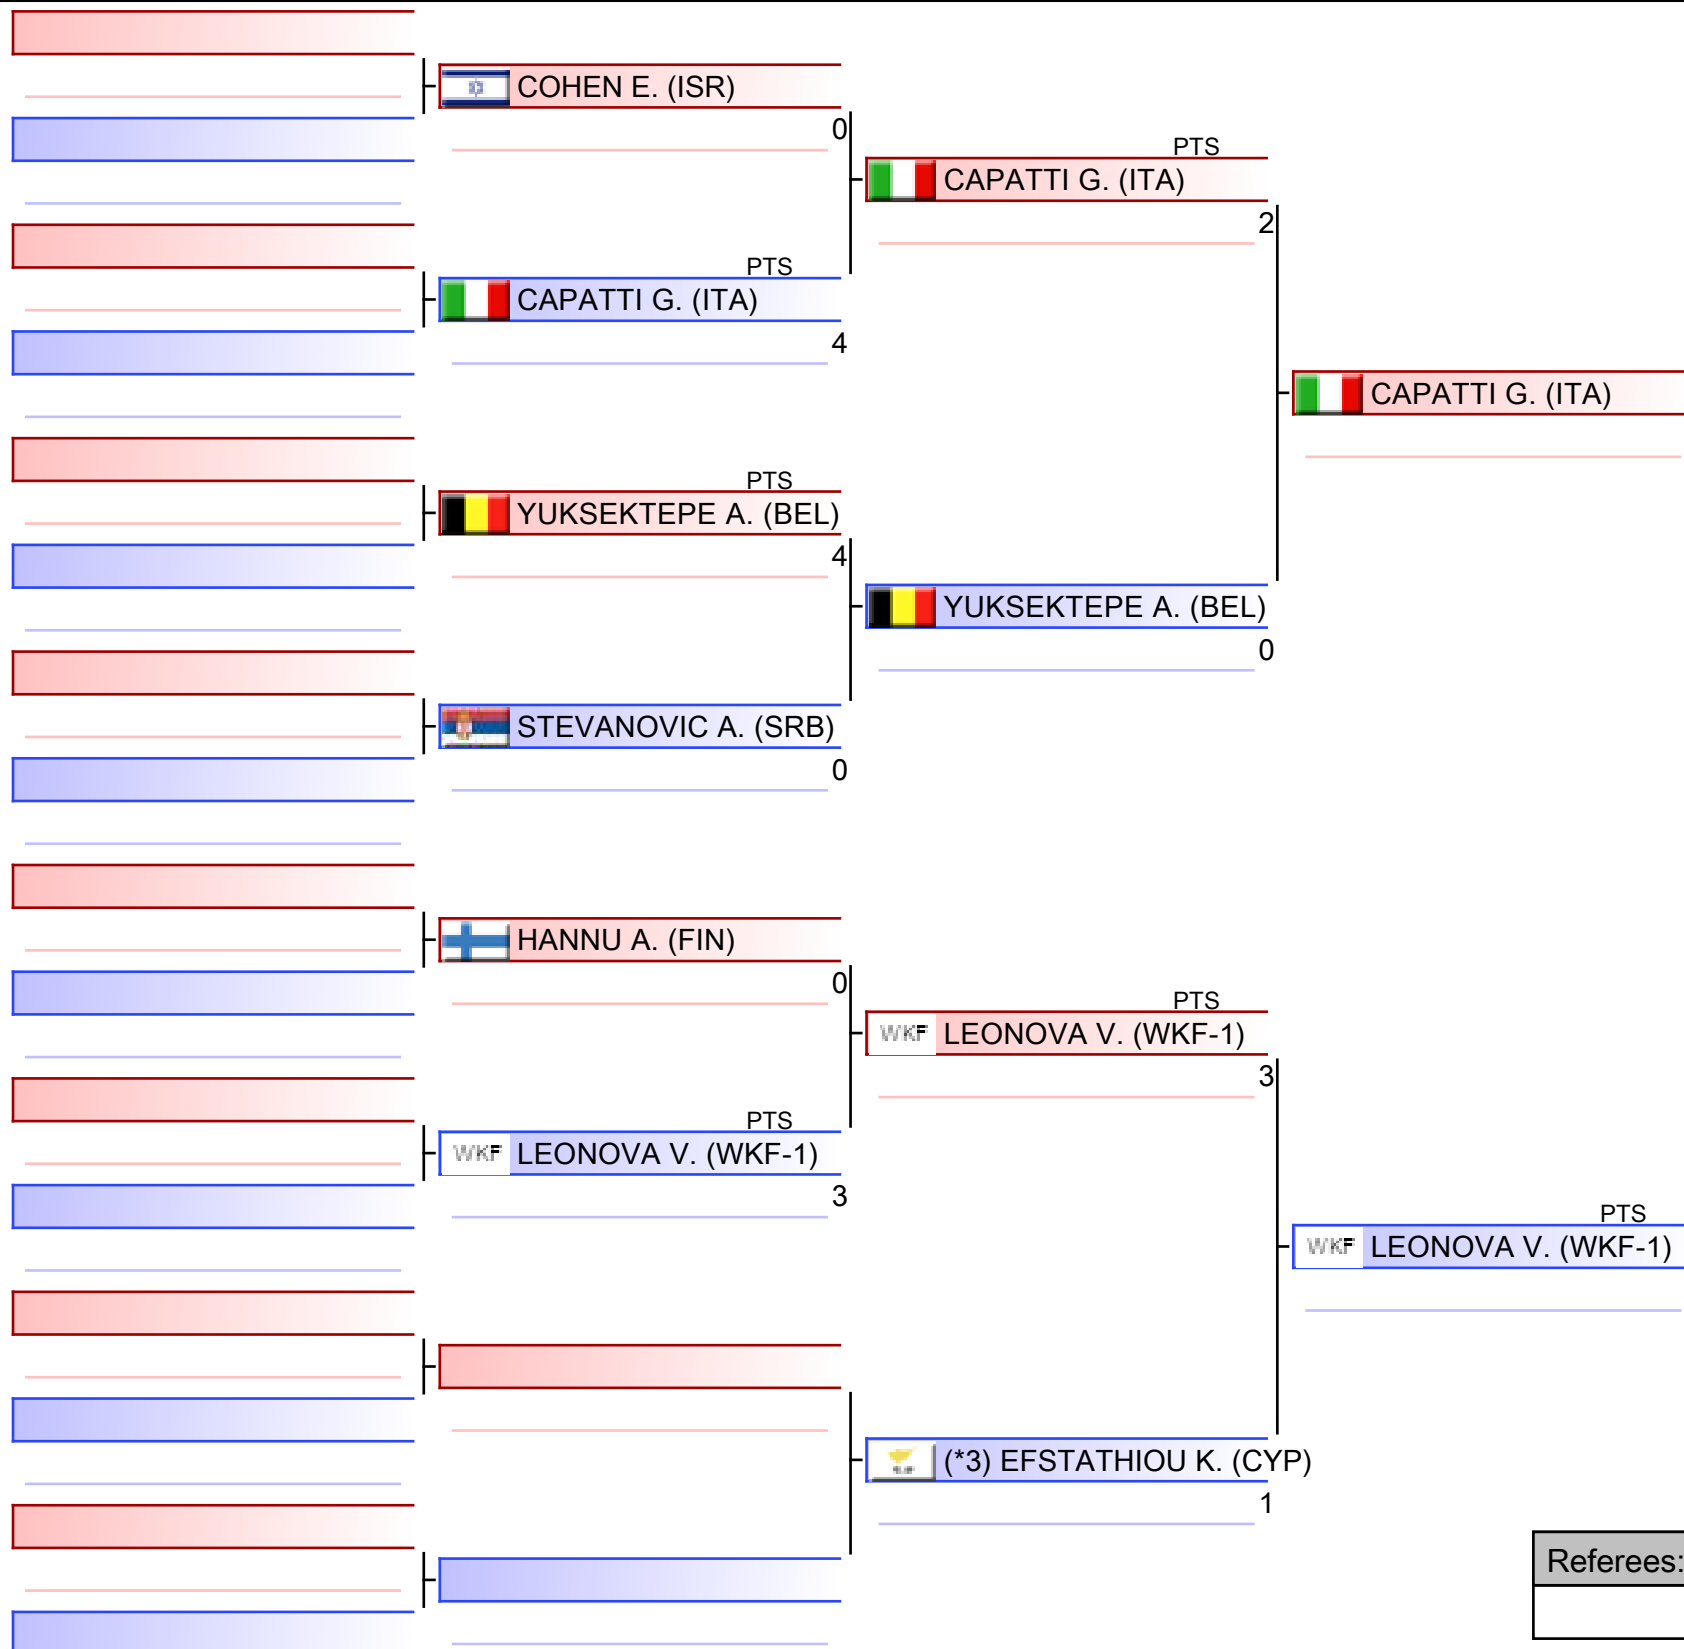 COHEN E. (ISR)
0
PTS
CAPATTI G. (ITA)
2
PTS
CAPATTI G. (ITA)
4
CAPATTI G. (ITA)
PTS
YUKSEKTEPE A. (BEL)
4
YUKSEKTEPE A. (BEL)
0
STEVANOVIC A. (SRB)
0
HANNU A. (FIN)
0
PTS
WKF LEONOVA V. (WKF-1)
3
PTS
WKF LEONOVA V. (WKF-1)
3
PTS
WKF LEONOVA V. (WKF-1)
(*3) EFSTATHIOU K. (CYP)
1
Referees: